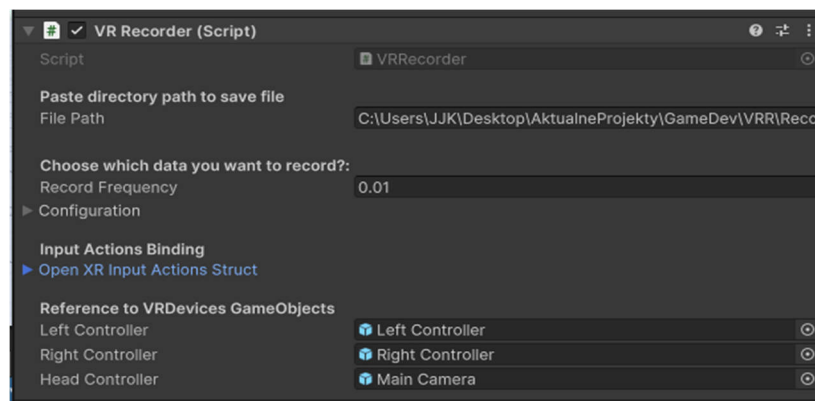 VR Recorder (Script)
Script VRRecorder
Paste directory path to save file
File Path C:\Users\JJK\Desktop\AktualneProjekty\GameDev\VRR\Reco
Choose which data you want to record?:
Record Frequency 0.01
Configuration
Input Actions Binding
Open XR Input Actions Struct
Reference to VRDevices GameObjects
Left Controller Left Controller
Right Controller Right Controller
Head Controller Main Camera